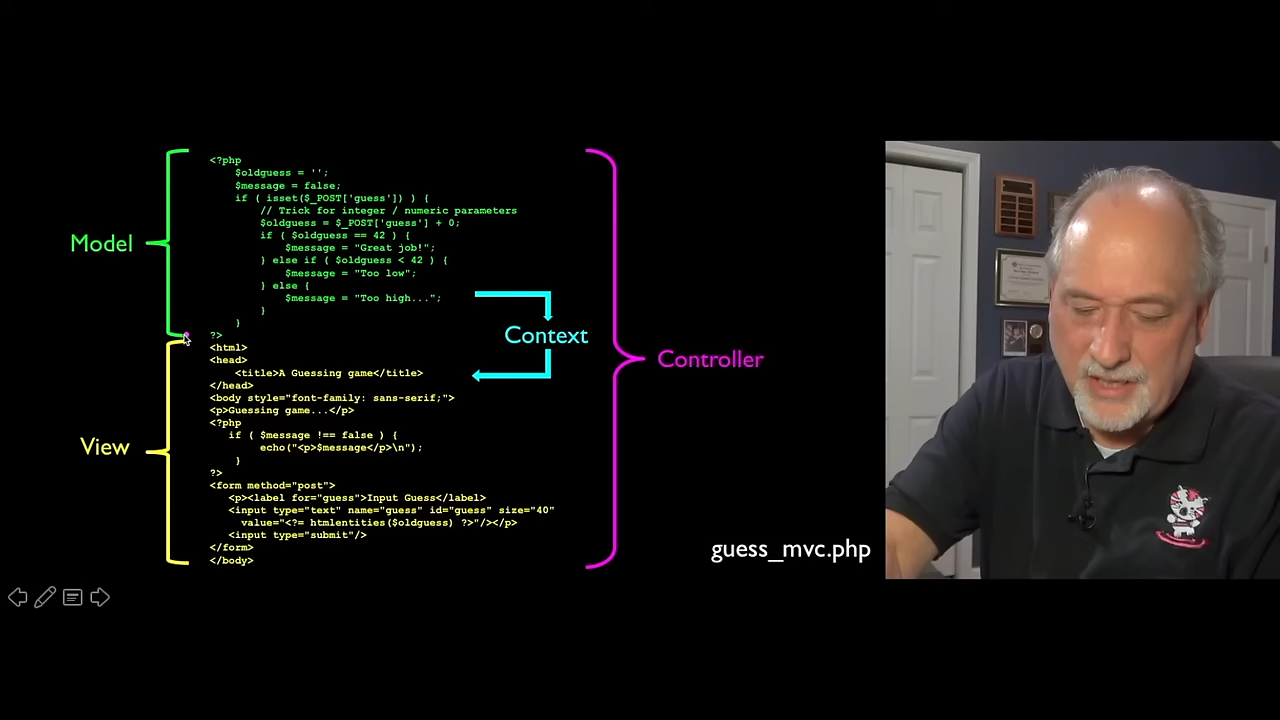 <?php
$oldguess = '';
$message = false;
if ( isset($_POST['guess']) ) {
// Trick for integer / numeric parameters
$oldguess = $_POST['guess'] + 0;
if ( $oldguess == 42 ) {
$message = "Great job!";
} else if ( $oldguess < 42 ) {
$message = "Too low";
} else {
$message = "Too high...";
}
}
?>
<html>
<head>
<title>A Guessing game</title>
</head>
<body style="font-family: sans-serif;">
<p>Guessing game...</p>
<?php
if ( $message !== false ) {
echo("<p>$message</p>\n");
}
?>
<form method="post">
<p><label for="guess">Input Guess</label>
<input type="text" name="guess" id="guess" size="40"
value="<?= htmlentities($oldguess) ?>"/></p>
<input type="submit"/>
</form>
</body>
Model
View
Context
Controller
guess_mvc.php